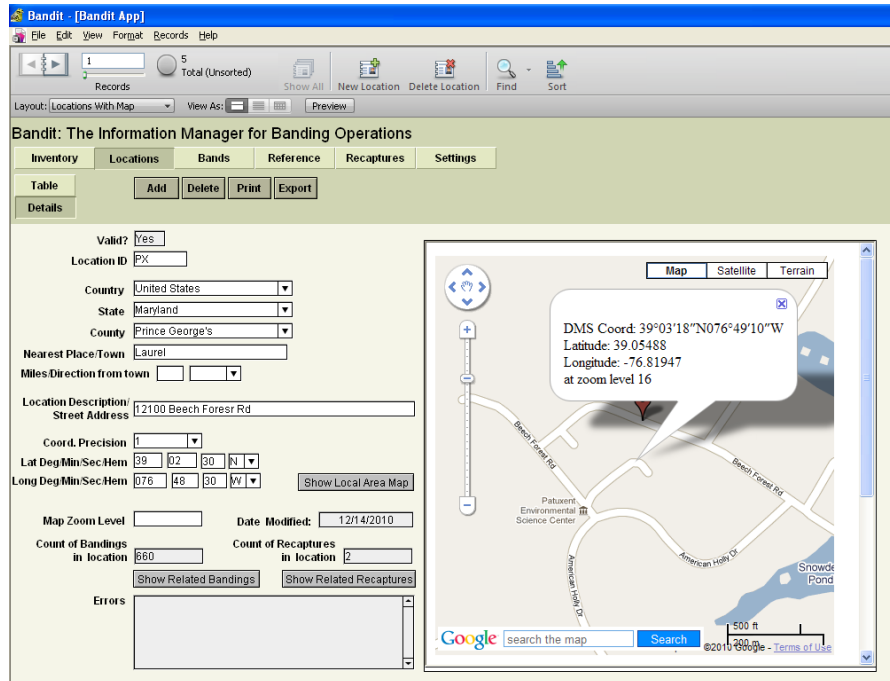 Bandit - [Bandit App]
File Edit View Format Records Help
1
5
Total (Unsorted)
Records
Show All New Location Delete Location Find Sort
Layout: Locations With Map View As: Preview
Bandit: The Information Manager for Banding Operations
Inventory Locations Bands Reference Recaptures Settings
Table
Details
Add Delete Print Export
Valid? Yes
Location ID PX
Country United States
State Maryland
County Prince George's
Nearest Place/Town Laurel
Miles/Direction from town
Location Description/
Street Address 12100 Beech Foresr Rd
Coord. Precision 1
Lat Deg/Min/Sec/Hem 39 02 30 N
Long Deg/Min/Sec/Hem 076 48 30 W
Show Local Area Map
Map Zoom Level Date Modified: 12/14/2010
Count of Bandings
in location 660
Count of Recaptures
in location 2
Show Related Bandings Show Related Recaptures
Errors
Map Satellite Terrain
DMS Coord: 39°03'18"N076°49'10"W
Latitude: 39.05488
Longitude: -76.81947
at zoom level 16
Beech Forest Rd
Beech Forest Rd
Patuxent
Environmental
Science Center
American Holly Dr
American Holly Dr
Snowde
Pond
Google search the map Search
500 ft
200 m
©2010 Google - Terms of Use